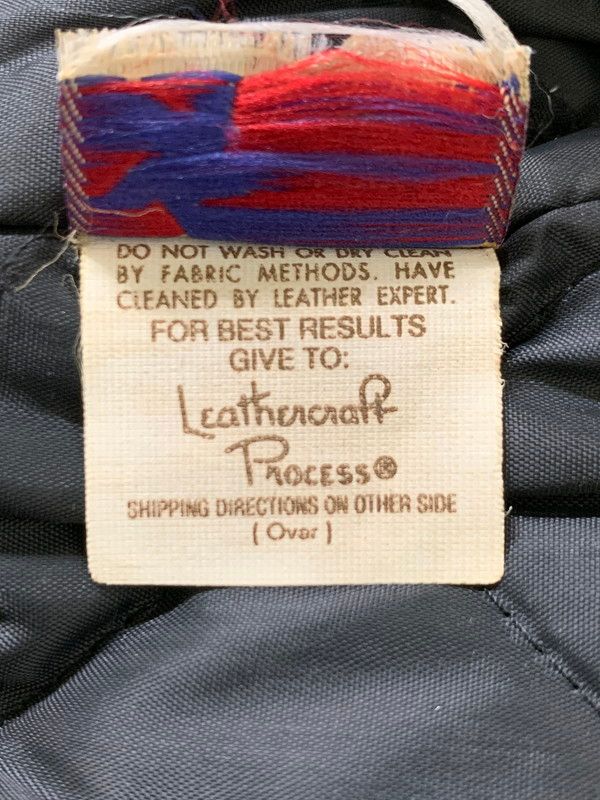 DO NOT WASH OR DRY CLEAN
BY FABRIC METHODS. HAVE
CLEANED BY LEATHER EXPERT.
FOR BEST RESULTS
GIVE TO:
Leathercraft
Process®
SHIPPING DIRECTIONS ON OTHER SIDE
(Over)